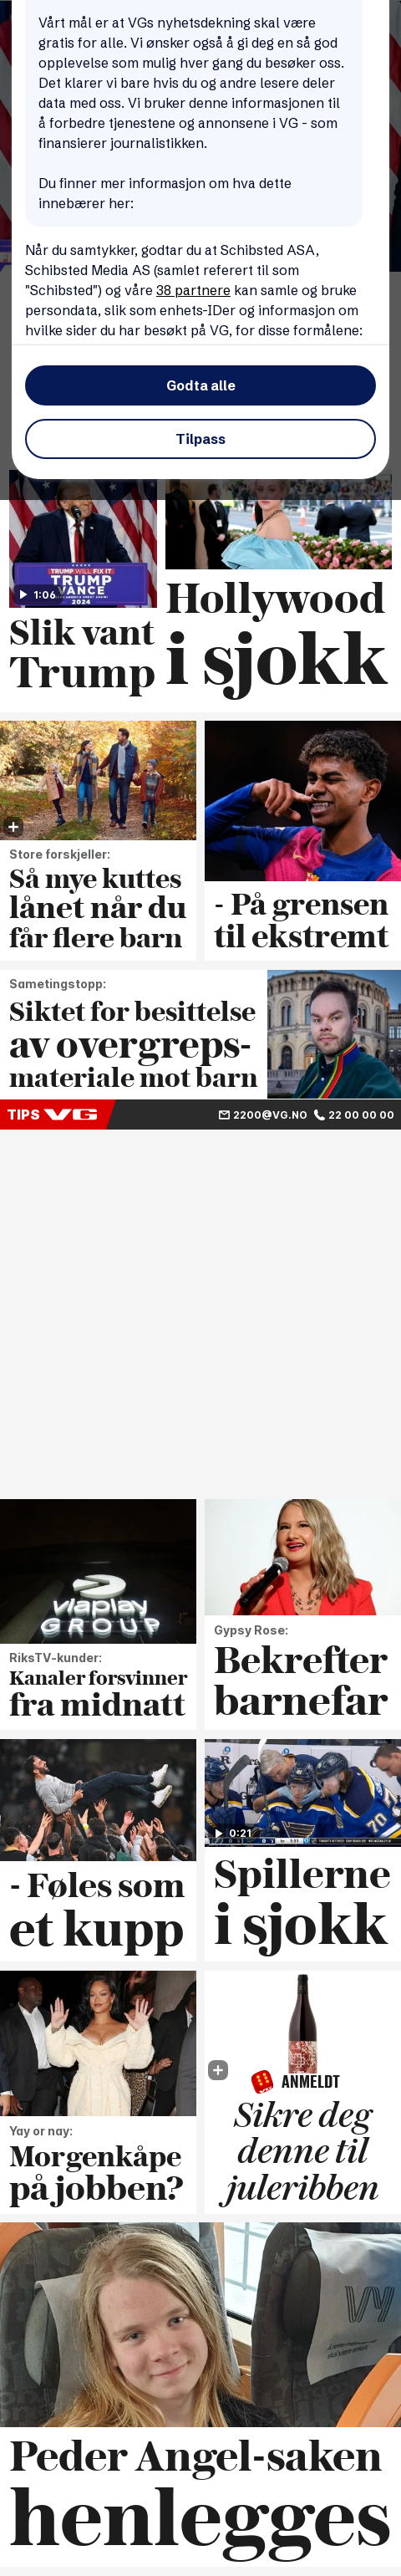 Vårt mål er at VGs nyhetsdekning skal være
gratis for alle. Vi ønsker også å gi deg en så god
opplevelse som mulig hver gang du besøker oss.
Det klarer vi bare hvis du og andre lesere deler
data med oss. Vi bruker denne informasjonen til
å forbedre tjenestene og annonsene i VG - som
finansierer journalistikken.
Du finner mer informasjon om hva dette
innebærer her:
Når du samtykker, godtar du at Schibsted ASA,
Schibsted Media AS (samlet referert til som
"Schibsted") og våre 38 partnere kan samle og bruke
persondata, slik som enhets-IDer og informasjon om
hvilke sider du har besøkt på VG, for disse formålene:
Godta alle
Tilpass
TRUMP WILL FIX IT
TRUMP
VANCE
2024
1:06
Slik vant
Trump
Hollywood
i sjokk
Store forskjeller:
Så mye kuttes
lånet når du
får flere barn
- På grensen
til ekstremt
Sametingstopp:
Siktet for besittelse
av overgreps-
materiale mot barn
TIPS VG
2200@VG.NO
22 00 00 00
viaplay
GROUP
RiksTV-kunder:
Kanaler forsvinner
fra midnatt
Gypsy Rose:
Bekrefter
barnefar
- Føles som
et kupp
70
0:21
Spillerne
i sjokk
Yay or nay:
Morgenkåpe
på jobben?
ANMELDT
Sikre deg
denne til
juleribben
VY
Peder Angel-saken
henlegges